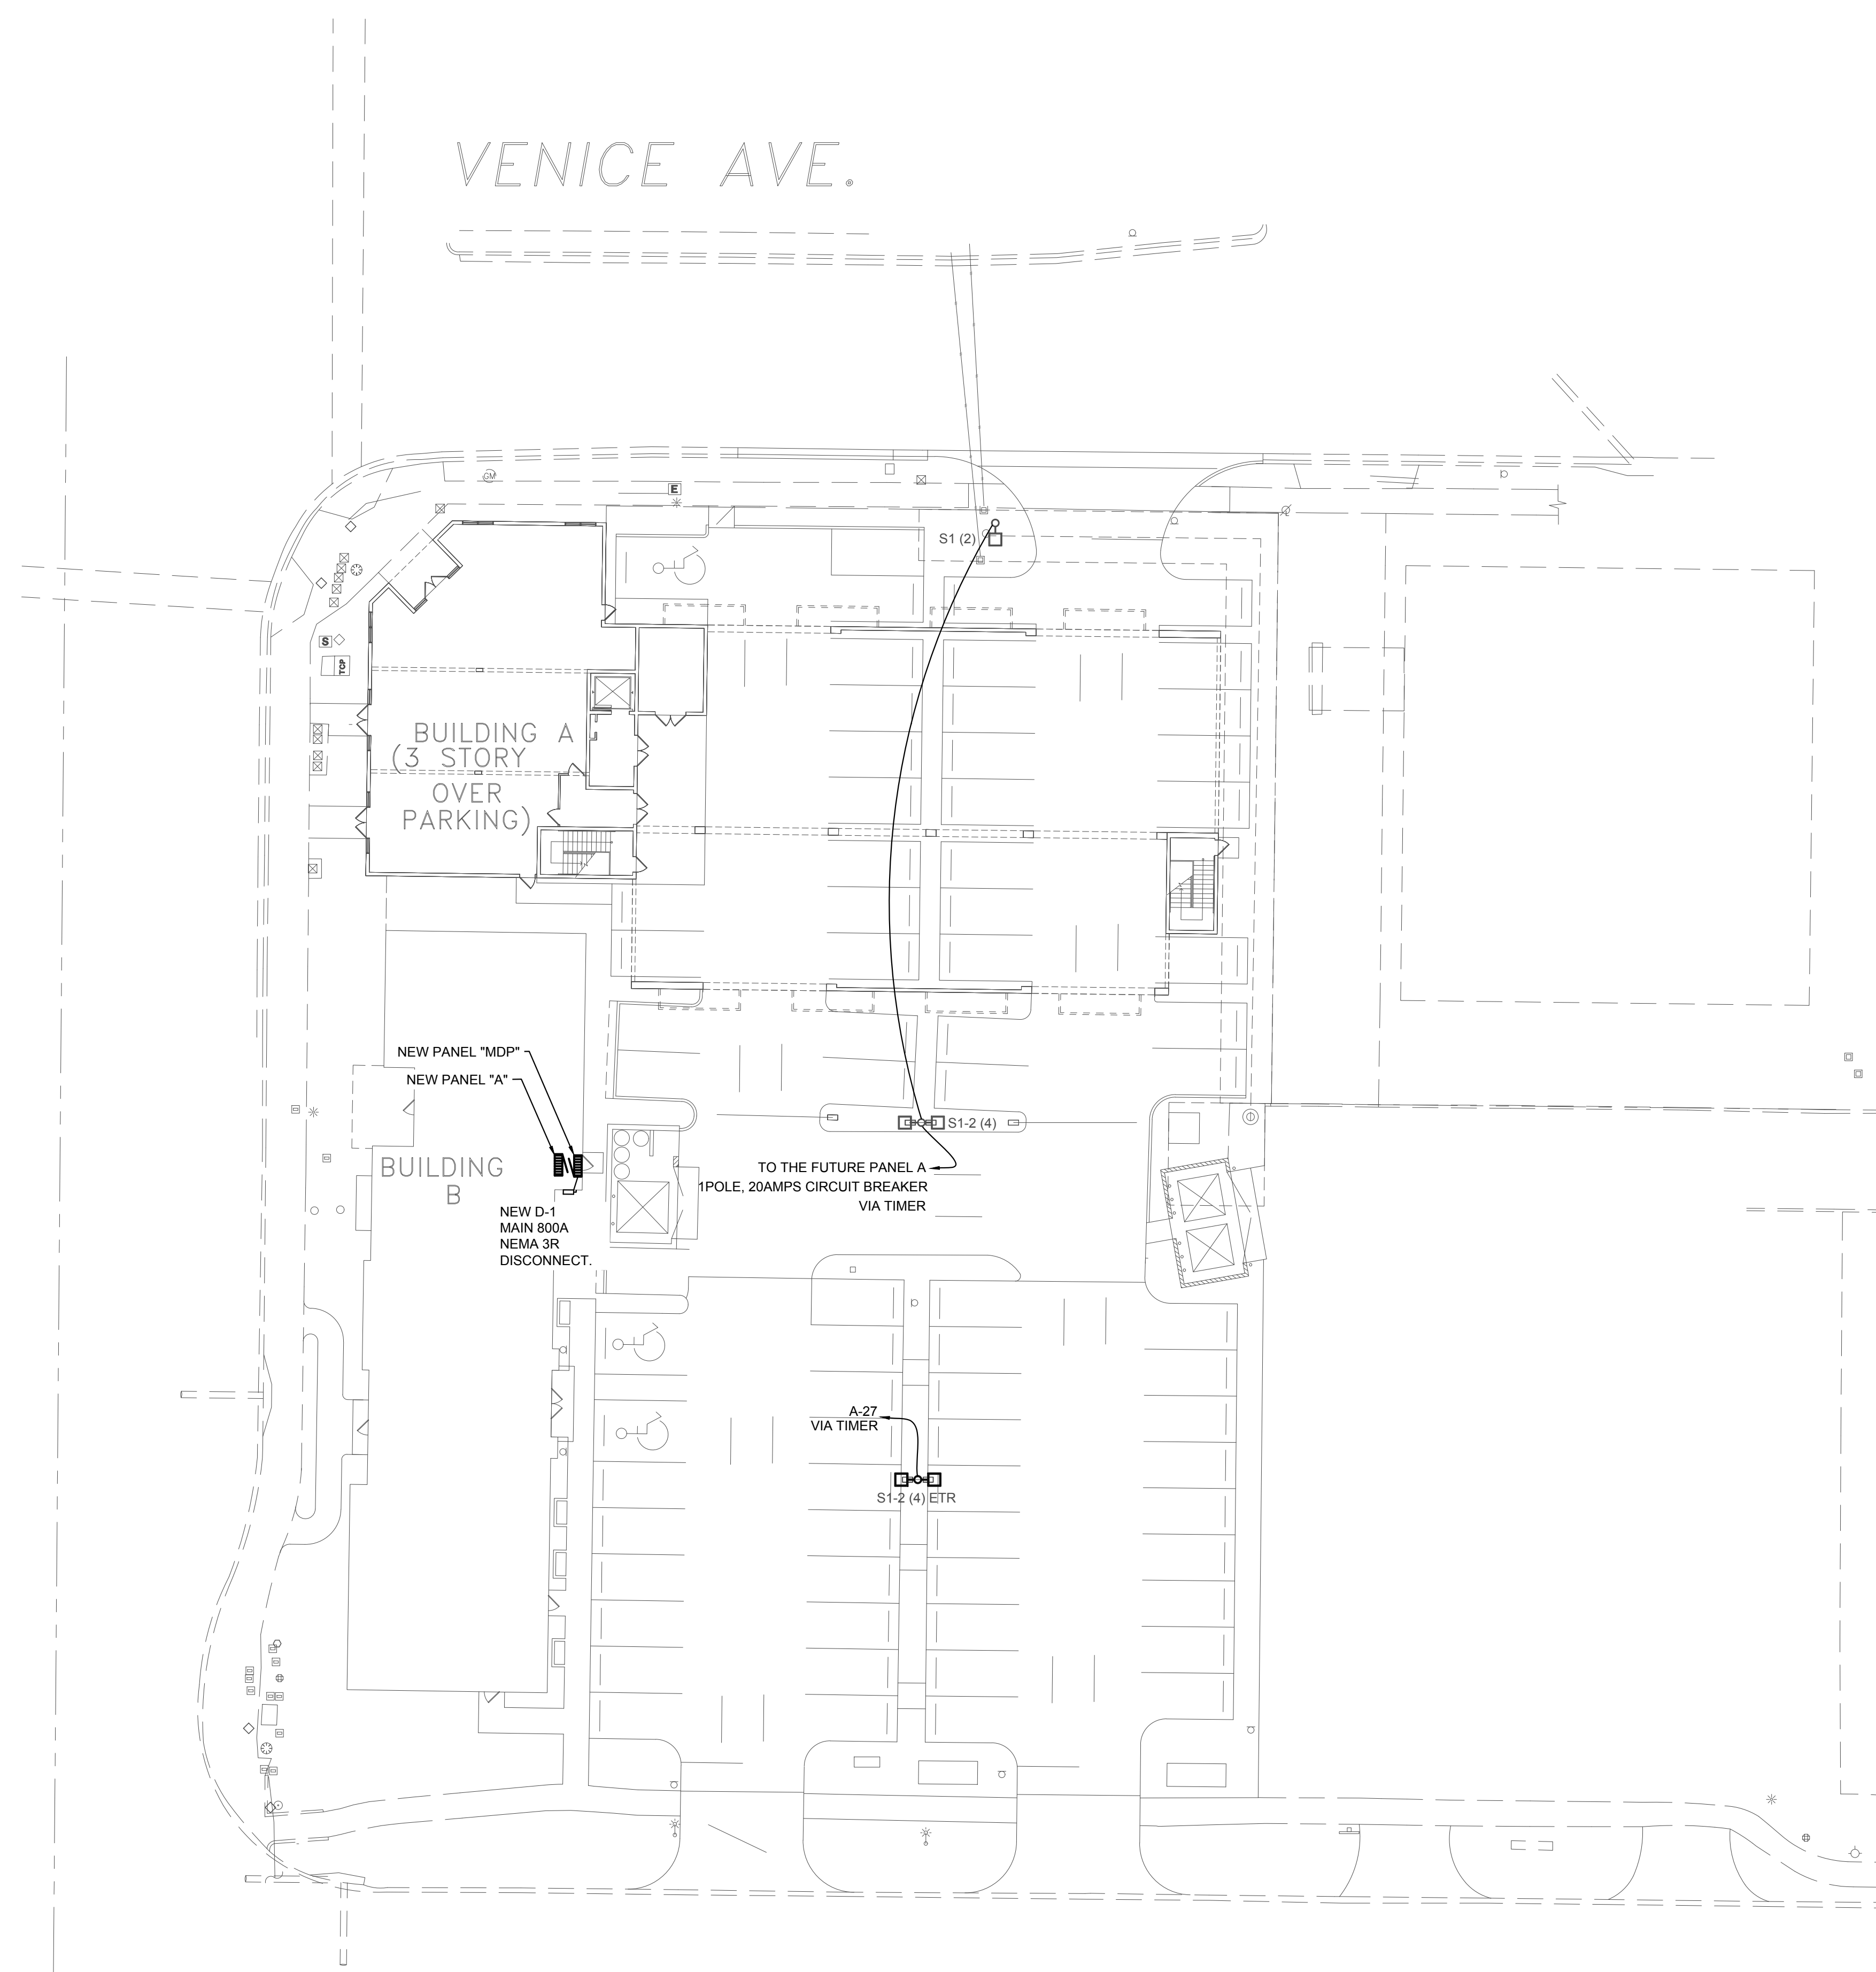 VENICE AVE.
GM
E
S1 (2)
S
TCP
BUILDING A
(3 STORY
OVER
PARKING)
NEW PANEL "MDP"
NEW PANEL "A"
S1-2 (4)
BUILDING
B
TO THE FUTURE PANEL A
1POLE, 20AMPS CIRCUIT BREAKER
VIA TIMER
NEW D-1
MAIN 800A
NEMA 3R
DISCONNECT.
A-27
VIA TIMER
S1-2 (4) ETR